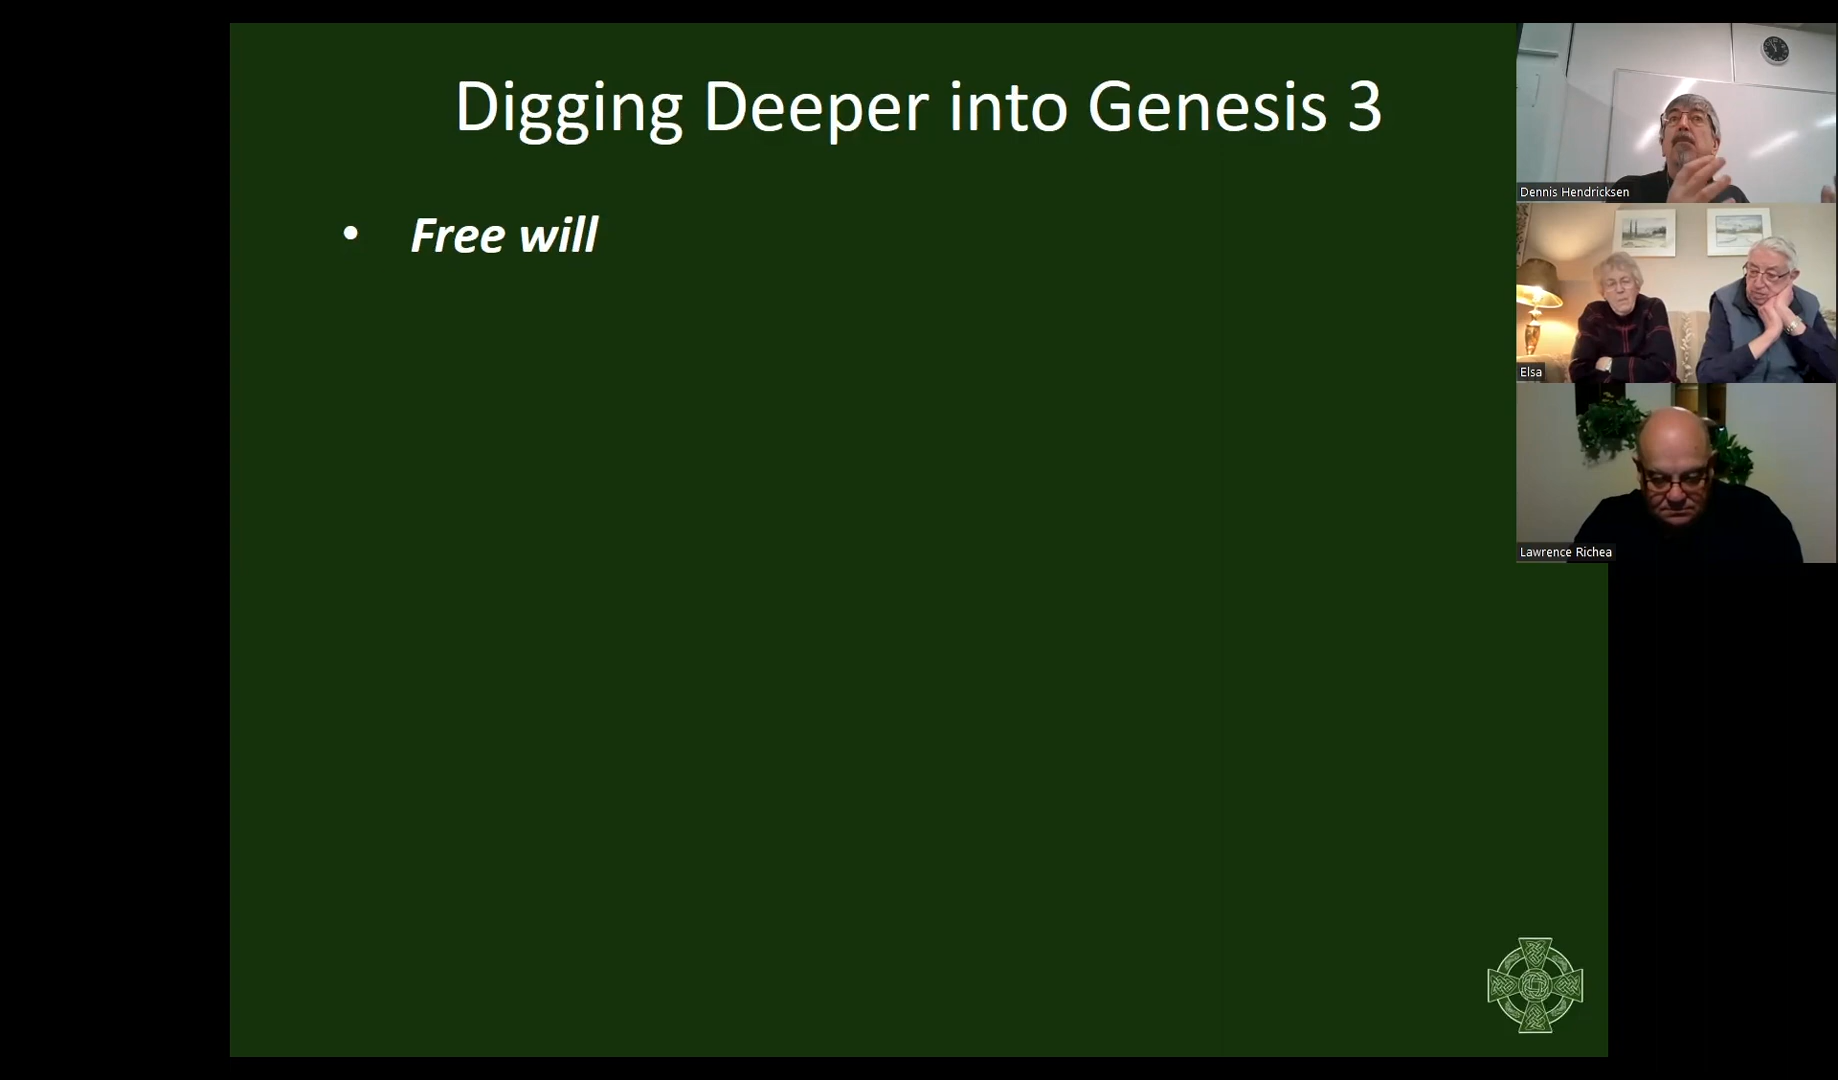 Digging Deeper into Genesis 3
• Free will
Dennis Hendricksen
Elsa
Lawrence Richea